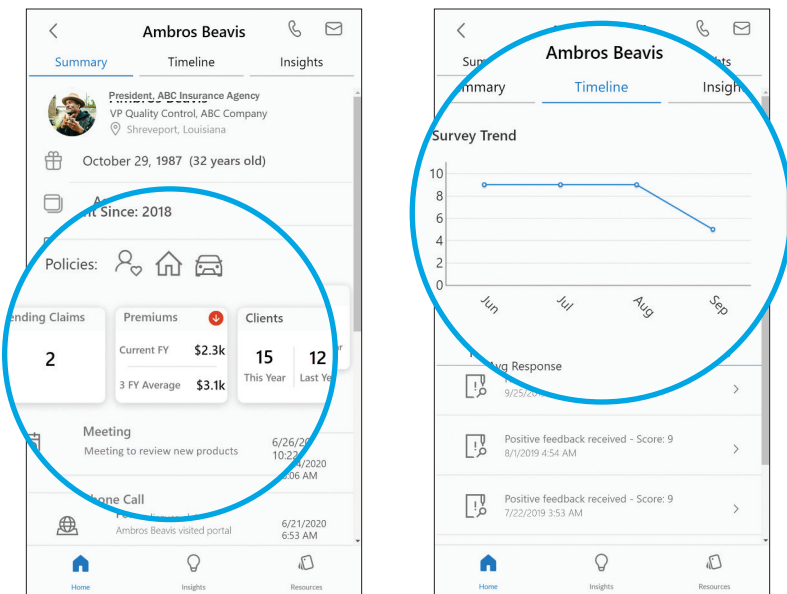 Ambros Beavis
Summary Timeline Insights
President, ABC Insurance Agency
Ambros Beavis
VP Quality Control, ABC Company
Shreveport, Louisiana
October 29, 1987 (32 years old)
nt Since: 2018
Policies:
ending Claims
2
Premiums
Current FY $2.3k
3 FY Average $3.1k
Clients
15 12
This Year Last Ye
Meeting
Meeting to review new products
6/26/20
10:22
4/2020
6:06 AM
hone Call
Ambros Beavis visited portal
6/21/2020
6:53 AM
Home Insights Resources
Ambros Beavis
Sum hts
mmary Timeline Insigh
Survey Trend
10
8
6
4
2
0
Jun Jul Aug Sep
Avg Response
9/25/20
Positive feedback received - Score: 9
8/1/2019 4:54 AM
Positive feedback received - Score: 9
7/22/2019 3:53 AM
Home Insights Resources